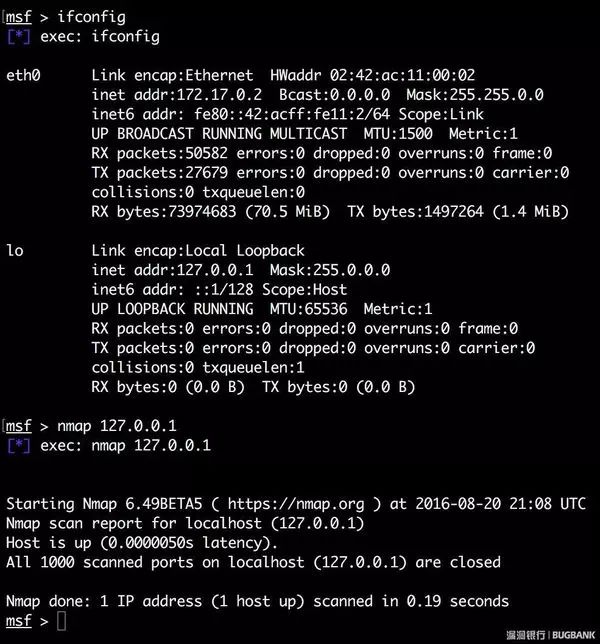 msf > ifconfig
[*] exec: ifconfig
eth0 Link encap:Ethernet HWaddr 02:42:ac:11:00:02
inet addr:172.17.0.2 Bcast:0.0.0.0 Mask:255.255.0.0
inet6 addr: fe80::42:acff:fe11:2/64 Scope:Link
UP BROADCAST RUNNING MULTICAST MTU:1500 Metric:1
RX packets:50582 errors:0 dropped:0 overruns:0 frame:0
TX packets:27679 errors:0 dropped:0 overruns:0 carrier:0
collisions:0 txqueuelen:0
RX bytes:73974683 (70.5 MiB) TX bytes:1497264 (1.4 MiB)
lo Link encap:Local Loopback
inet addr:127.0.0.1 Mask:255.0.0.0
inet6 addr: ::1/128 Scope:Host
UP LOOPBACK RUNNING MTU:65536 Metric:1
RX packets:0 errors:0 dropped:0 overruns:0 frame:0
TX packets:0 errors:0 dropped:0 overruns:0 carrier:0
collisions:0 txqueuelen:1
RX bytes:0 (0.0 B) TX bytes:0 (0.0 B)
msf > nmap 127.0.0.1
[*] exec: nmap 127.0.0.1
Starting Nmap 6.49BETA5 ( https://nmap.org ) at 2016-08-20 21:08 UTC
Nmap scan report for localhost (127.0.0.1)
Host is up (0.0000050s latency).
All 1000 scanned ports on localhost (127.0.0.1) are closed
Nmap done: 1 IP address (1 host up) scanned in 0.19 seconds
msf >
漏洞银行 | BUGBANK